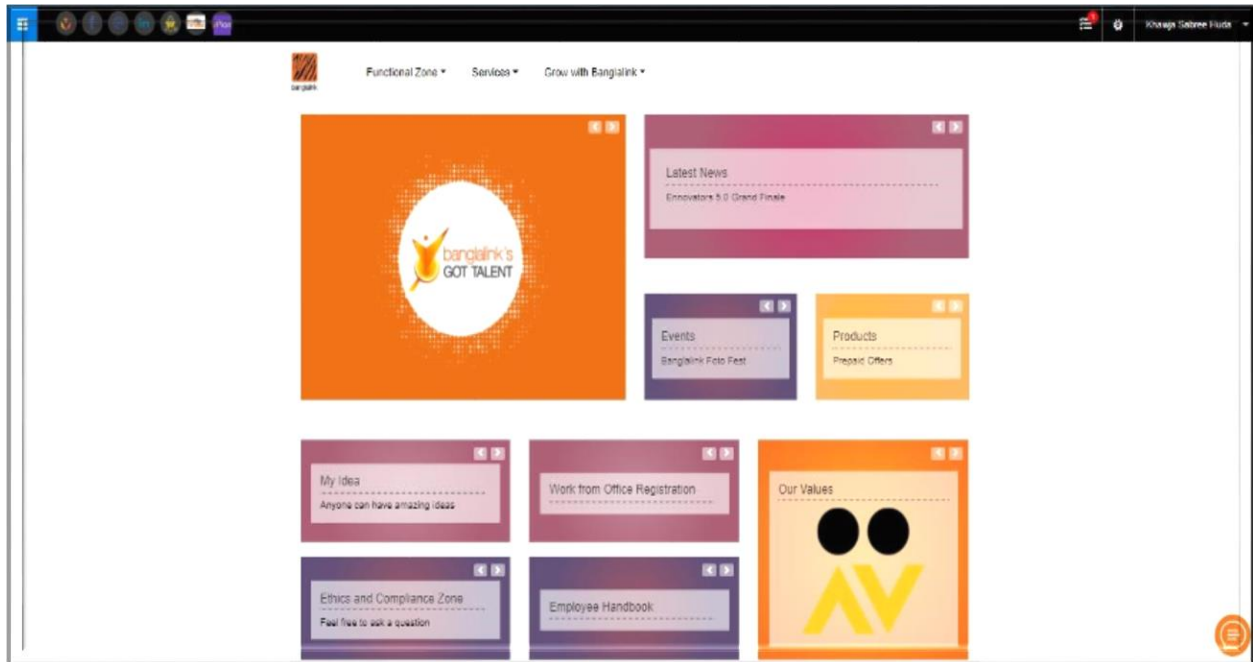 Khawja Sabree Huda
banglalink
Functional Zone
Services
Grow with Banglalink
banglalink's
GOT TALENT
Latest News
Ennovators 5.0 Grand Finale
Events
Banglalink Foto Fest
Products
Prepaid Offers
My Idea
Anyone can have amazing ideas
Work from Office Registration
Our Values
Ethics and Compliance Zone
Feel free to ask a question
Employee Handbook